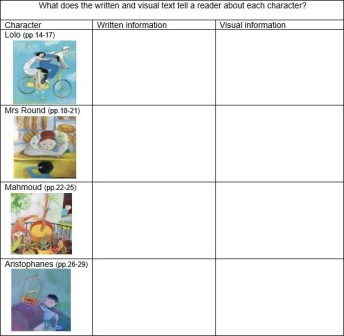 What does the written and visual text tell a reader about each character?
Character Written information Visual information
Lolo (pp.14-17)
Mrs Round (pp.18-21)
Mahmoud (pp.22-25)
Aristophanes (pp.26-29)